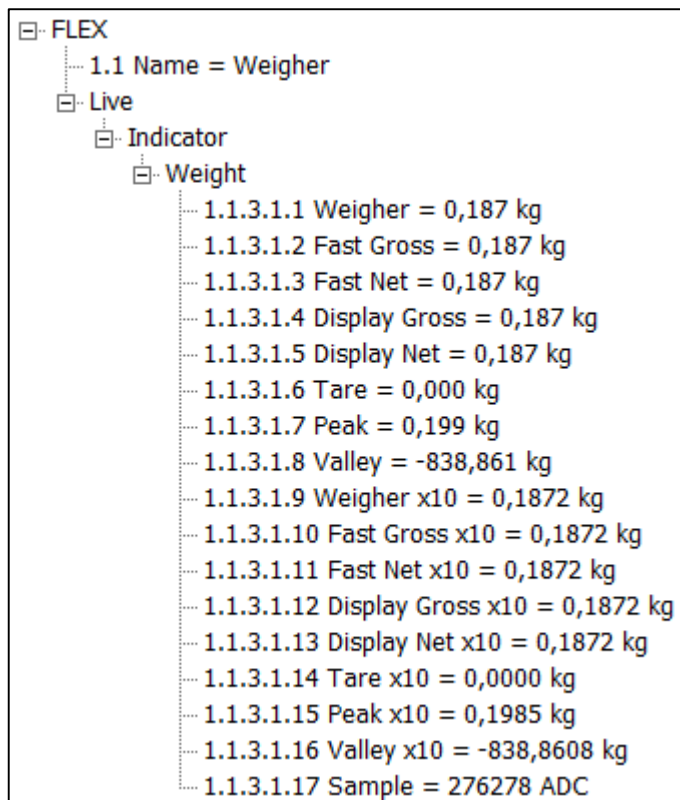 FLEX
1.1 Name = Weigher
Live
Indicator
Weight
1.1.3.1.1 Weigher = 0,187 kg
1.1.3.1.2 Fast Gross = 0,187 kg
1.1.3.1.3 Fast Net = 0,187 kg
1.1.3.1.4 Display Gross = 0,187 kg
1.1.3.1.5 Display Net = 0,187 kg
1.1.3.1.6 Tare = 0,000 kg
1.1.3.1.7 Peak = 0,199 kg
1.1.3.1.8 Valley = -838,861 kg
1.1.3.1.9 Weigher x10 = 0,1872 kg
1.1.3.1.10 Fast Gross x10 = 0,1872 kg
1.1.3.1.11 Fast Net x10 = 0,1872 kg
1.1.3.1.12 Display Gross x10 = 0,1872 kg
1.1.3.1.13 Display Net x10 = 0,1872 kg
1.1.3.1.14 Tare x10 = 0,0000 kg
1.1.3.1.15 Peak x10 = 0,1985 kg
1.1.3.1.16 Valley x10 = -838,8608 kg
1.1.3.1.17 Sample = 276278 ADC